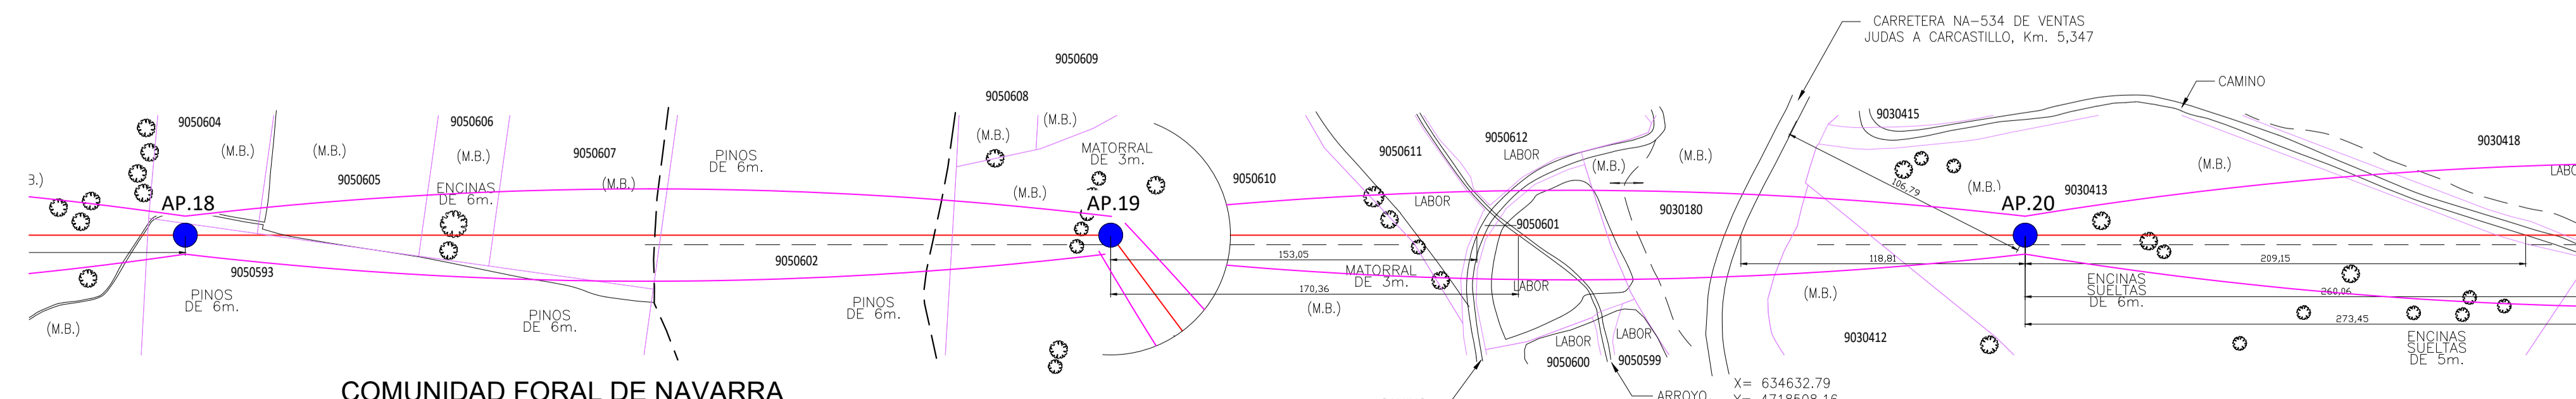 CARRETERA NA-534 DE VENTAS
JUDAS A CARCASTILLO, Km. 5,347
9050609
CAMINO
9050608
9050604
9050606
(M.B.)
(M.B.)
9050612
9030415
9030418
(M.B.)
(M.B.)
(M.B.)
9050607
PINOS
DE 6m.
MATORRAL
DE 3m.
9050611
LABOR
(M.B.)
(M.B.)
(M.B.)
9050605
ENCINAS
DE 6m.
(M.B.)
(M.B.)
9050610
106,79
(M.B.)
9030413
AP.18
AP.19
LABOR
9030180
AP.20
9050601
9050593
9050602
153,05
MATORRAL
DE 3m.
118,81
209,15
PINOS
DE 6m.
PINOS
DE 6m.
170,36
LABOR
(M.B.)
ENCINAS
SUELTAS
DE 6m.
260,06
(M.B.)
PINOS
DE 6m.
(M.B.)
273,45
LABOR
LABOR
9030412
ENCINAS
SUELTAS
DE 5m.
9050600
9050599
COMUNIDAD FORAL DE NAVARRA
ARROYO
X= 634632.79
Y= 4718508.16